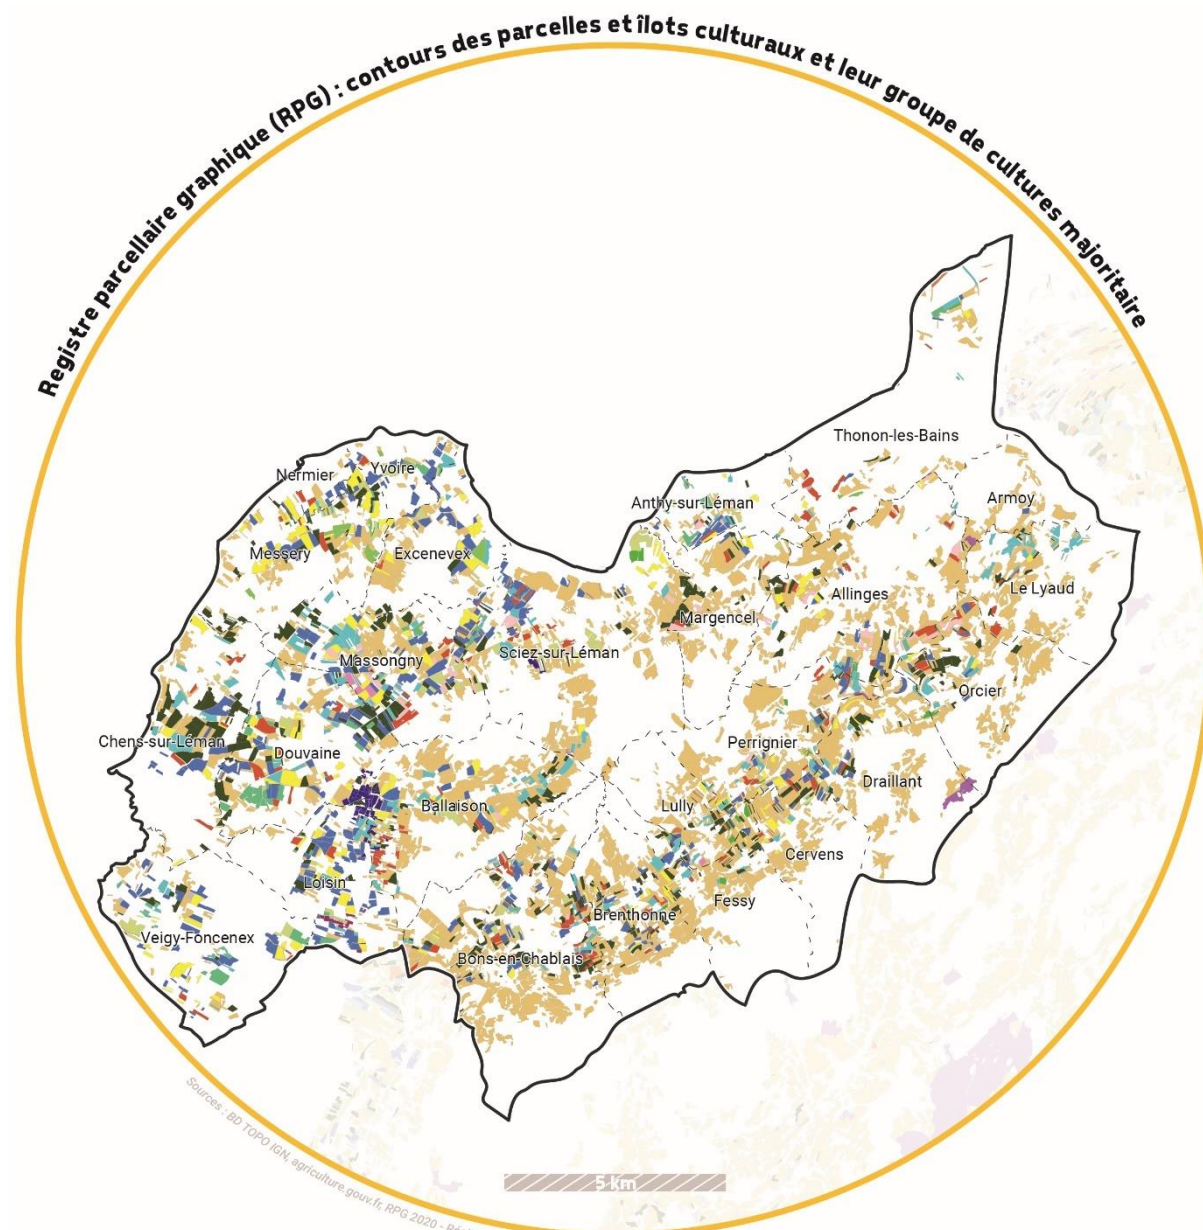 Registre parcellaire graphique (RPG) : contours des parcelles et îlots culturaux et leur groupe de cultures majoritaire
Thonon-les-Bains
Yvoire
Nermier
Anthy-sur-Léman
Armoy
Messery
Excenevex
Le Lyaud
Allinges
Margencel
Sciez-sur-Léman
Massongny
Orcier
Chens-sur-Léman
Douvaine
Perrignier
Draillant
Ballaison
Lully
Cervens
Loisin
Fessy
Brenthonne
Veigy-Foncenex
Bons-en-Chablais
Sources : BD TOPO IGN, agriculture.gouv.fr, RPG 2020 -
5 km